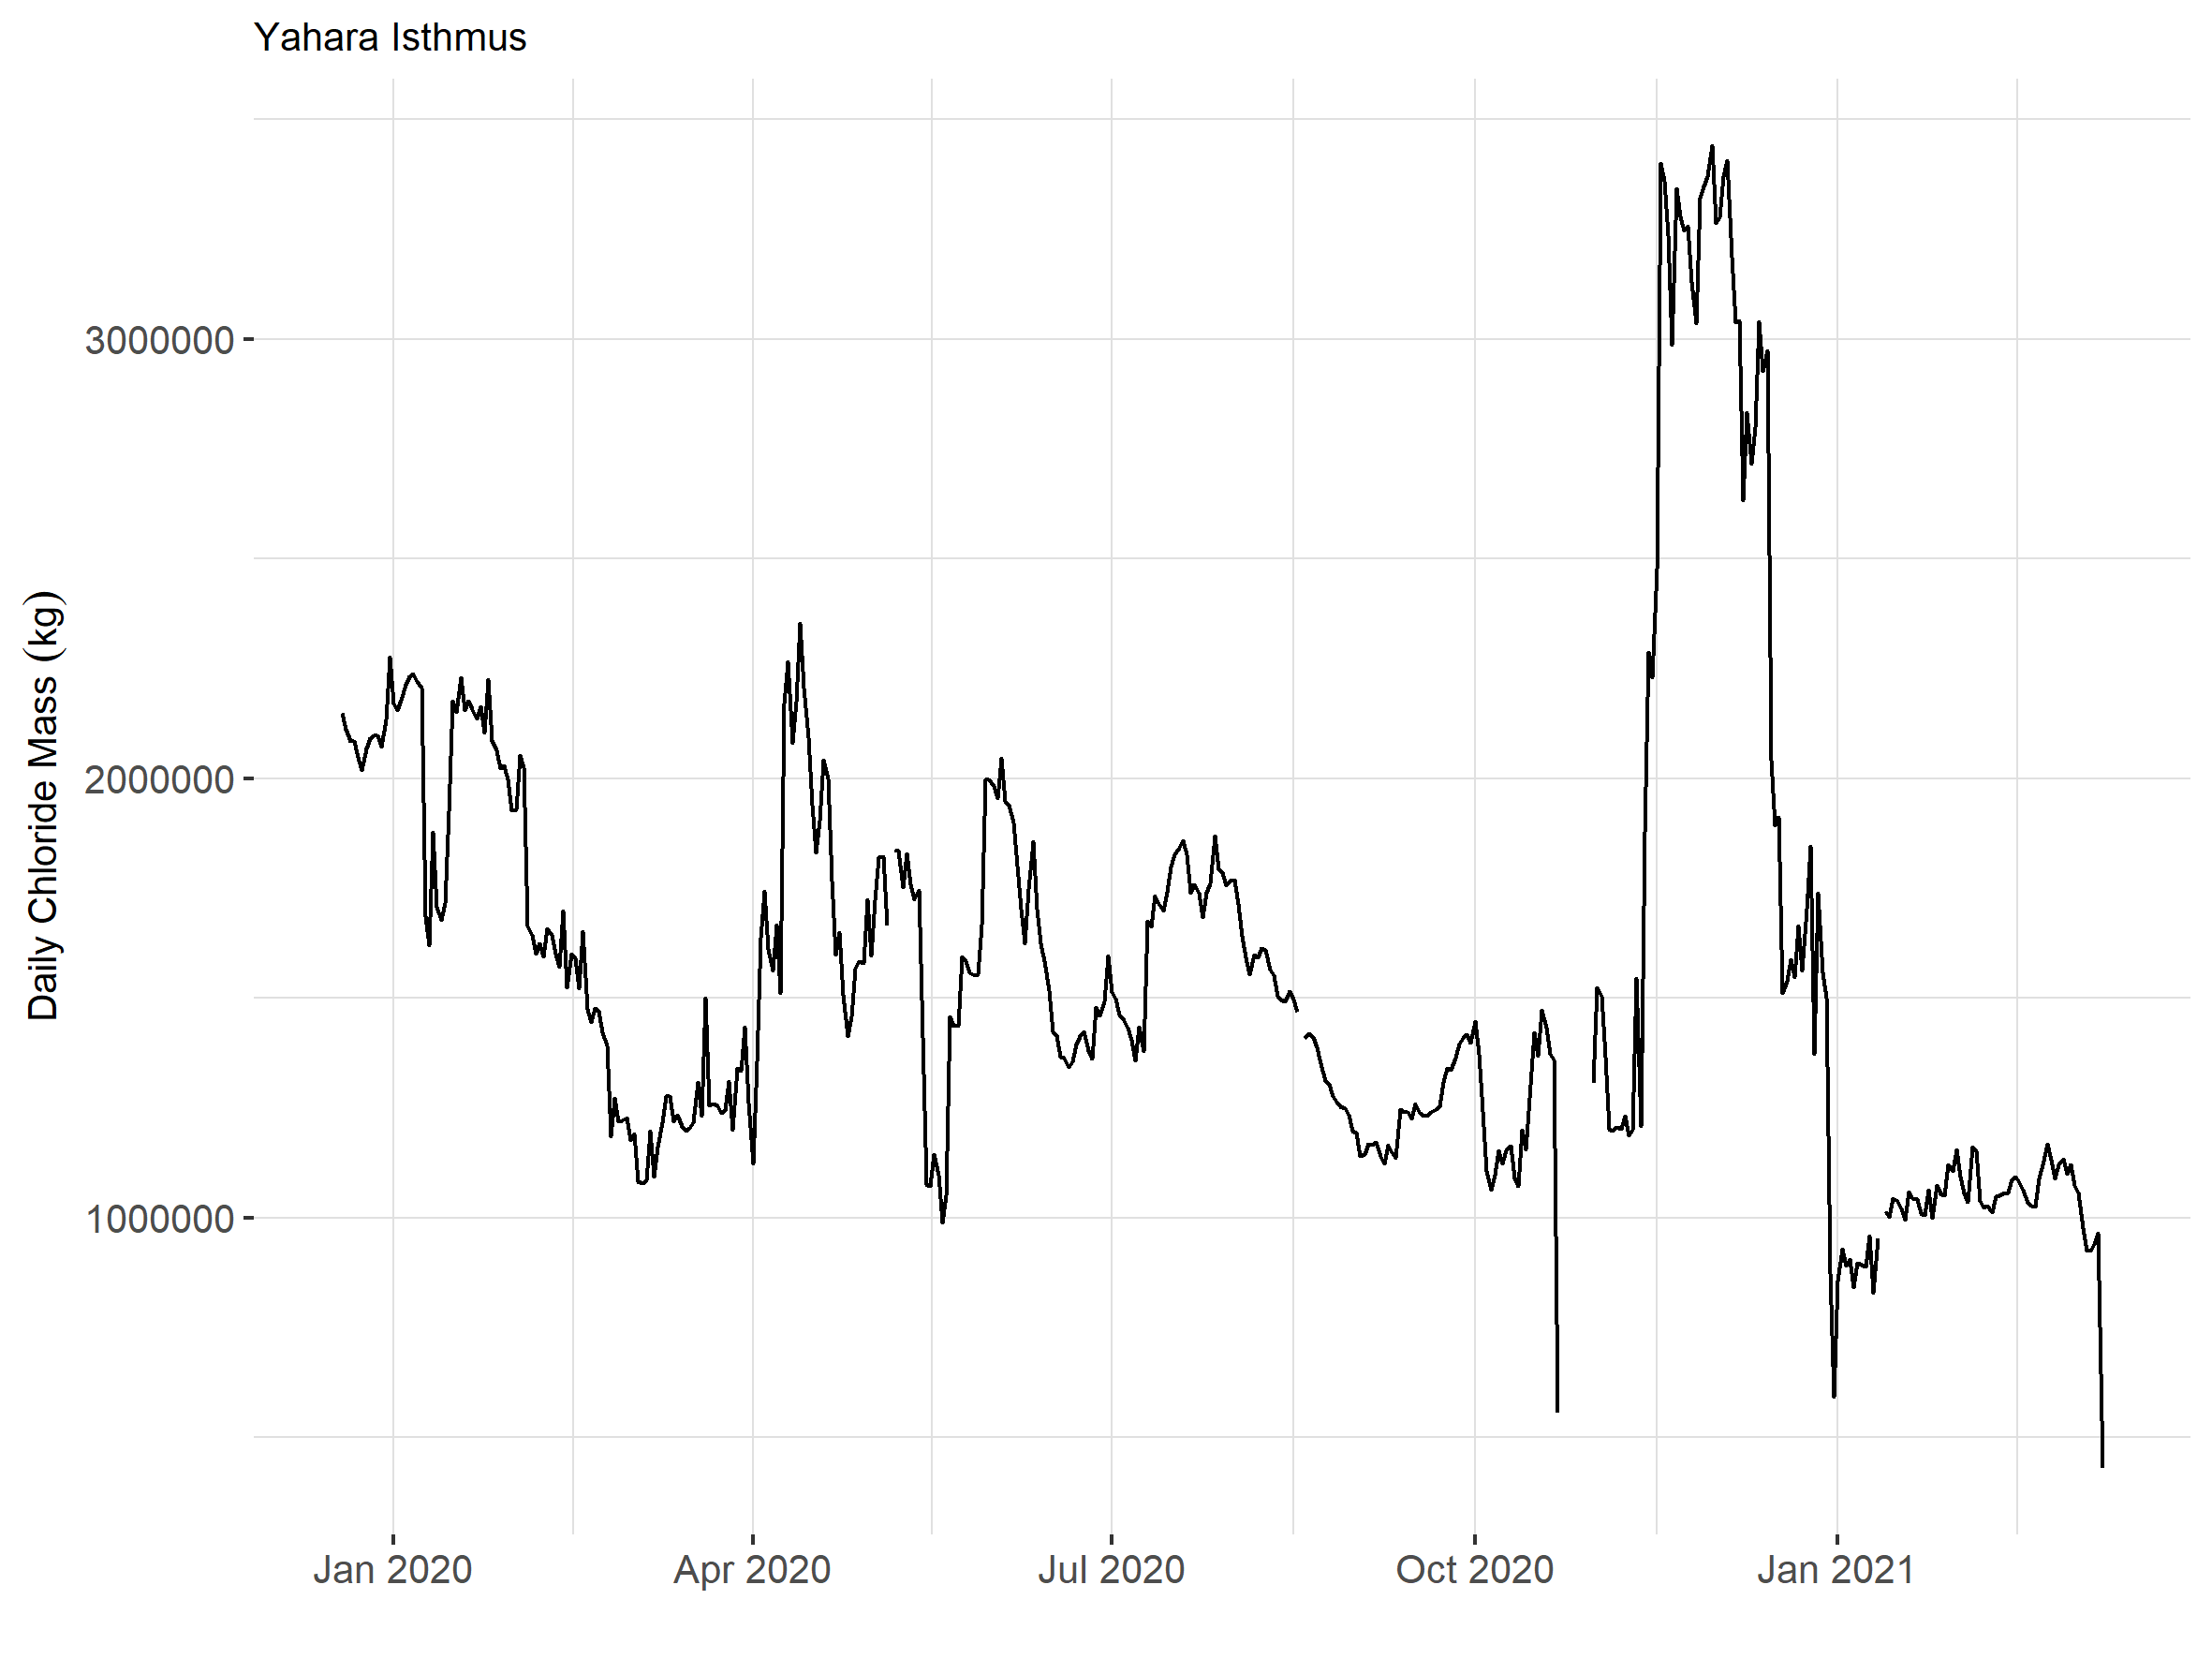 Yahara Isthmus
Daily Chloride Mass (kg)
3000000
2000000
1000000
Jan 2020
Apr 2020
Jul 2020
Oct 2020
Jan 2021